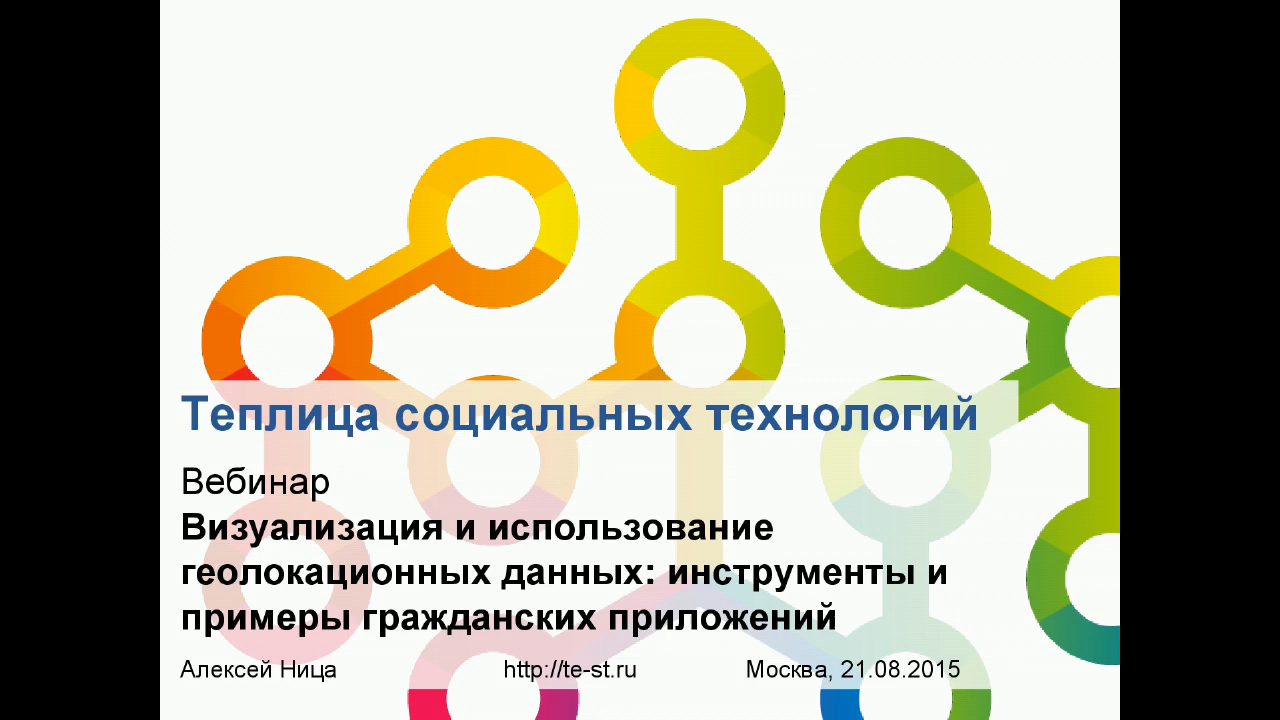 Теплица социальных технологий
Вебинар
Визуализация и использование
геолокационных данных: инструменты и
примеры гражданских приложений
Алексей Ница http://te-st.ru Москва, 21.08.2015